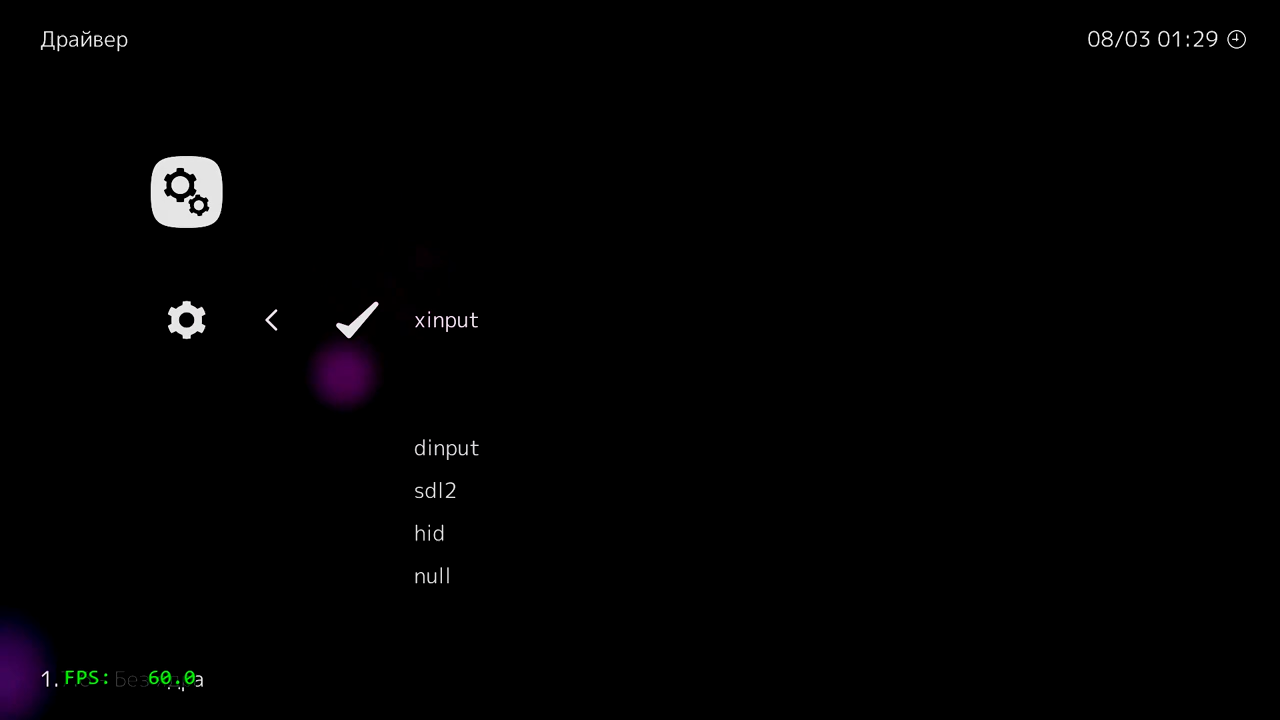 Драйвер
08/03 01:29
xinput
dinput
sdl2
hid
null
FPS: 60.0